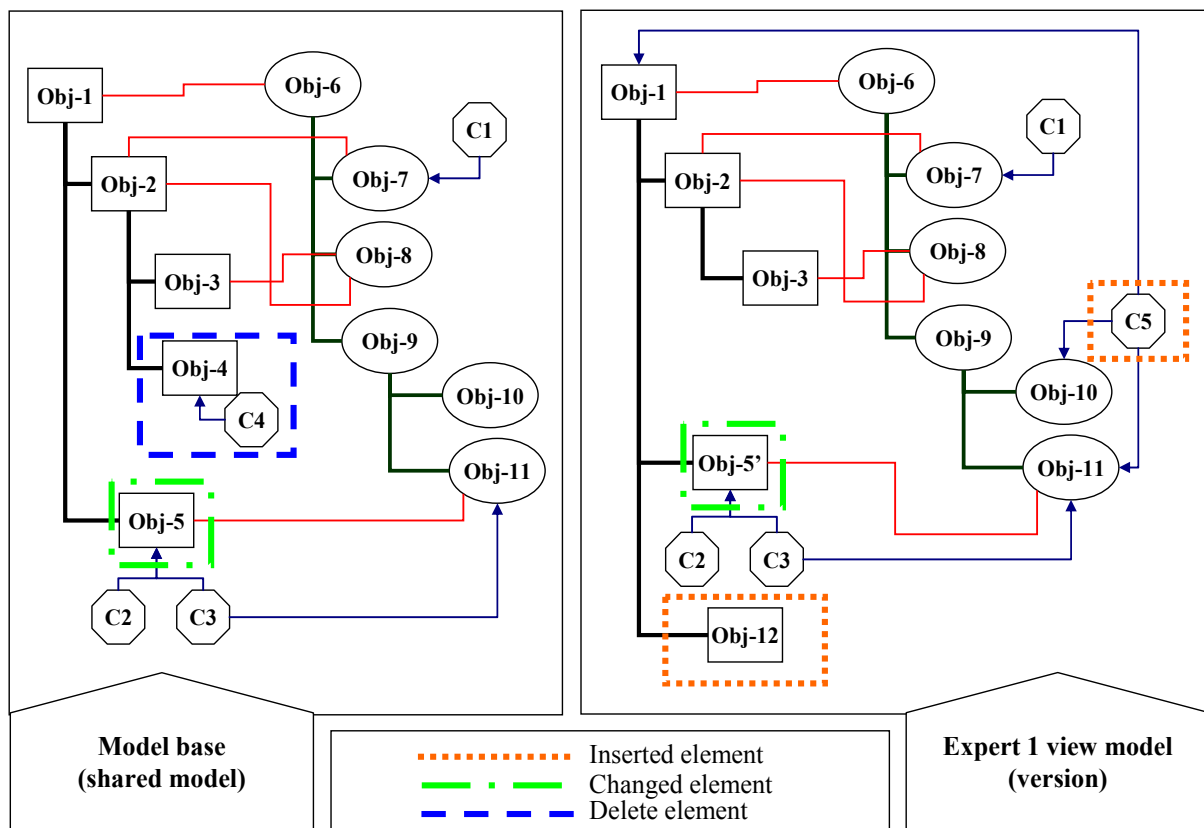 Obj-1
Obj-6
C1
Obj-2
Obj-7
Obj-8
Obj-3
Obj-9
Obj-4
Obj-10
C4
Obj-11
Obj-5
C2
C3
Model base
(shared model)
Obj-1
Obj-6
C1
Obj-2
Obj-7
Obj-8
Obj-3
C5
Obj-9
Obj-10
Obj-5’
Obj-11
C2
C3
Obj-12
Expert 1 view model
(version)
Inserted element
Changed element
Delete element